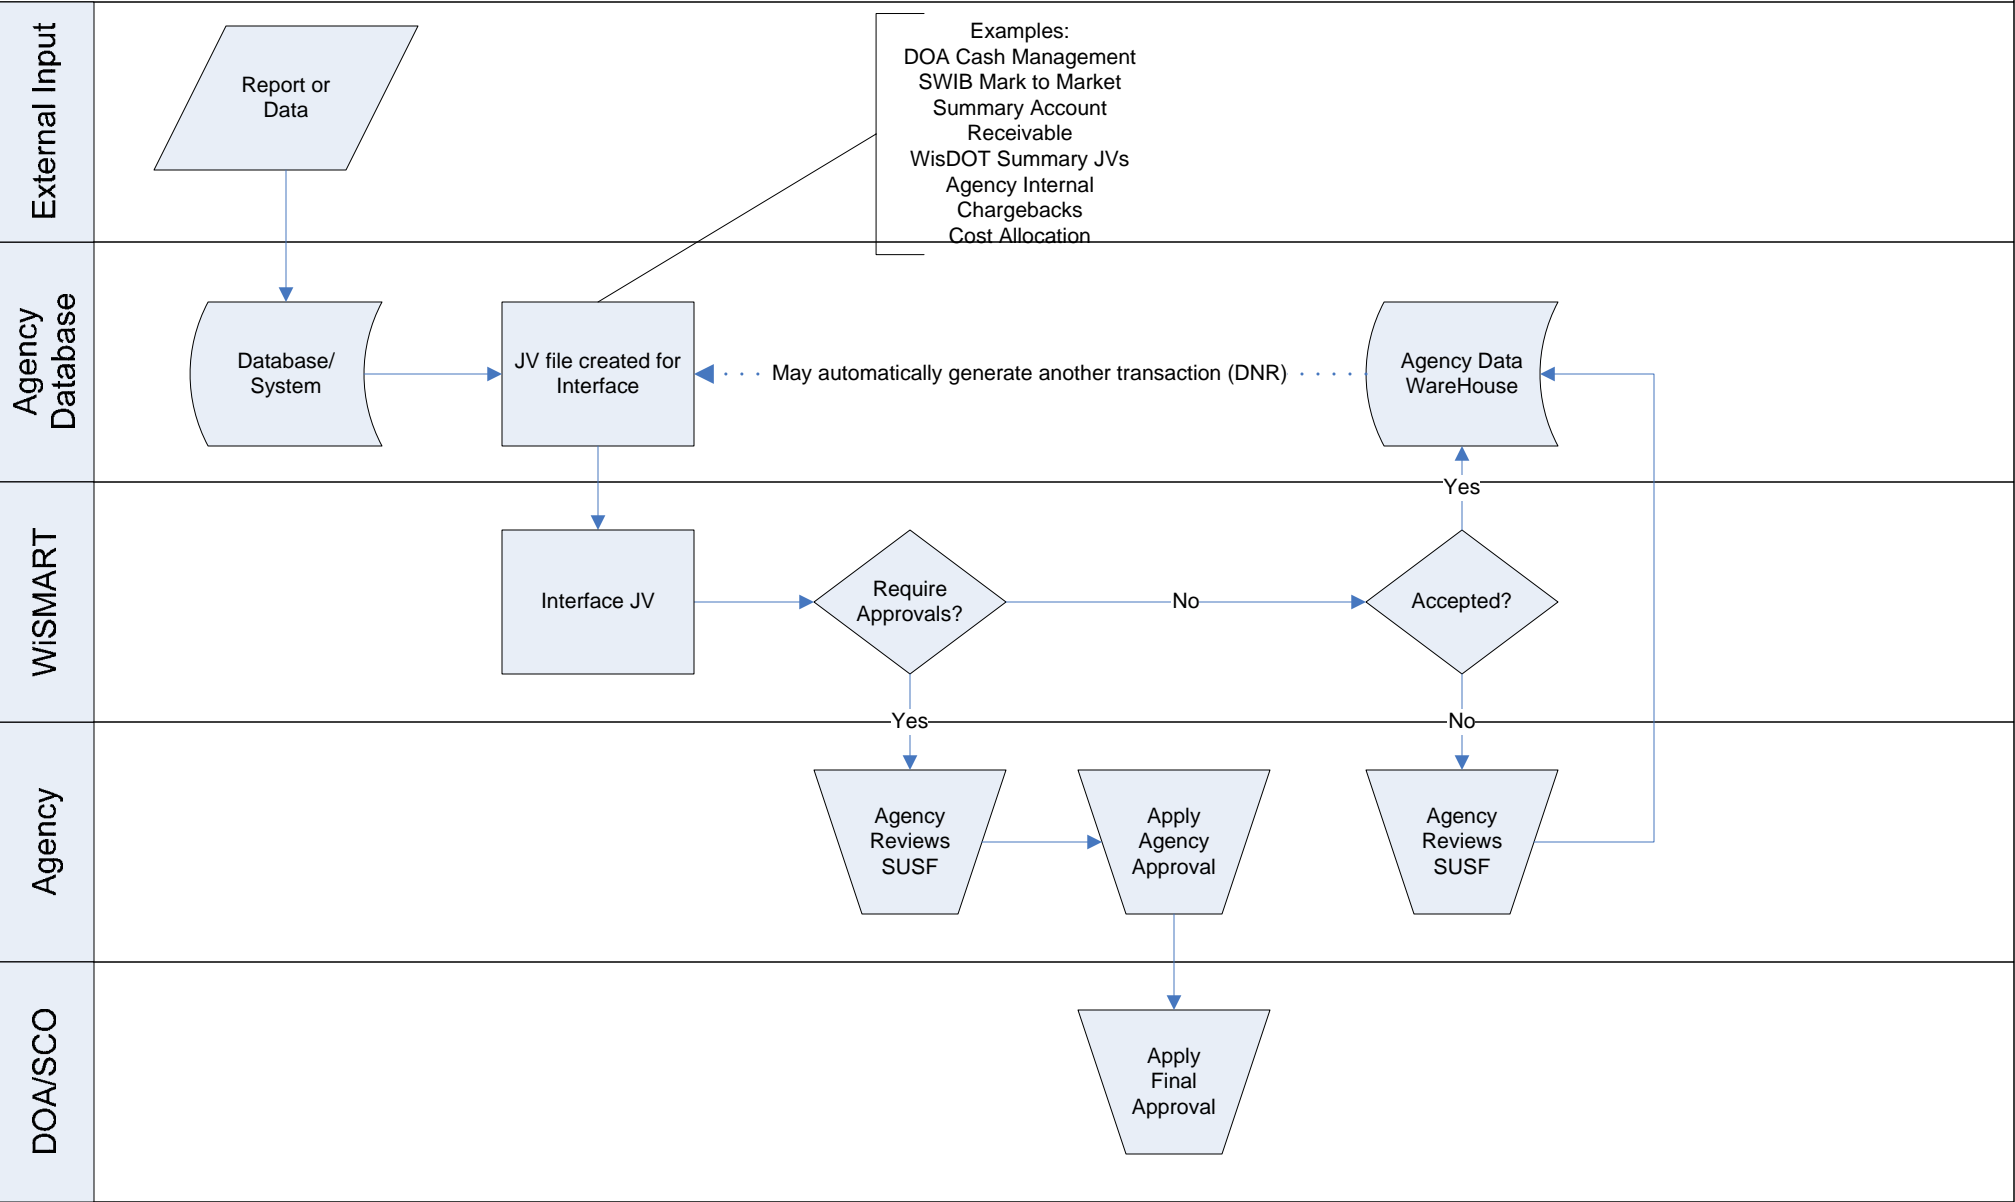 External Input
Report or
Data
Examples:
DOA Cash Management
SWIB Mark to Market
Summary Account
Receivable
WisDOT Summary JVs
Agency Internal
Chargebacks
Cost Allocation
Agency
Database
Database/
System
JV file created for
Interface
May automatically generate another transaction (DNR)
Agency Data
WareHouse
Yes
WiSMART
Interface JV
Require
Approvals?
No
Accepted?
Yes
No
Agency
Agency
Reviews
SUSF
Apply
Agency
Approval
Agency
Reviews
SUSF
DOA/SCO
Apply
Final
Approval